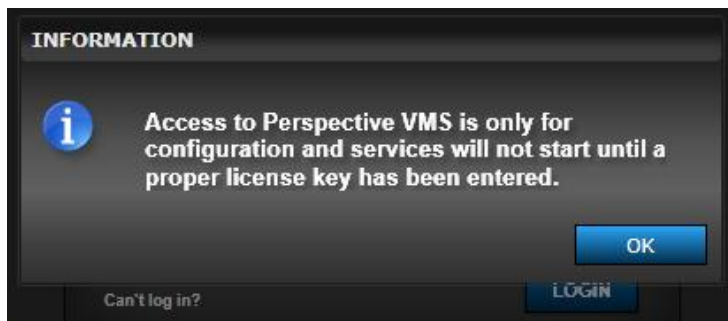 INFORMATION
Access to Perspective VMS is only for
configuration and services will not start until a
proper license key has been entered.
OK
Can't log in?
LOGIN